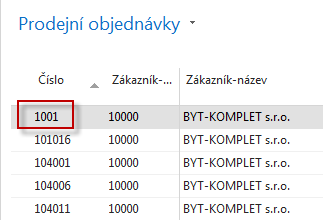 Prodejní objednávky
Číslo Zákazník-... Zákazník-název
1001 10000 BYT-KOMPLET s.r.o.
101016 10000 BYT-KOMPLET s.r.o.
104001 10000 BYT-KOMPLET s.r.o.
104006 10000 BYT-KOMPLET s.r.o.
104011 10000 BYT-KOMPLET s.r.o.